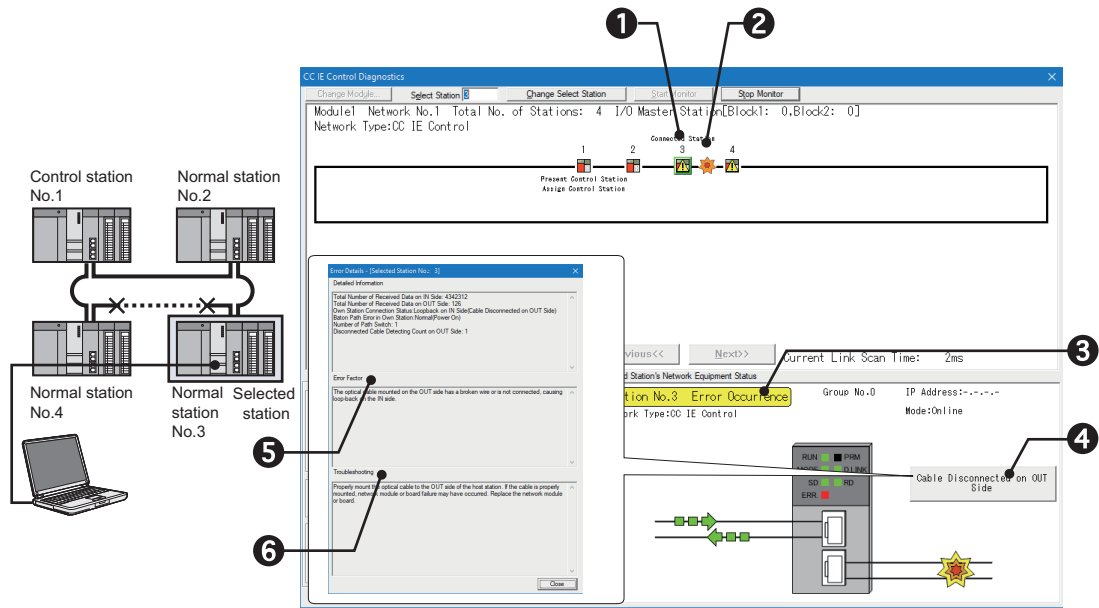 1
2
CC IE Control Diagnostics
Change Module...
Select Station 3
Change Select Station
Start Monitor
Stop Monitor
Module1 Network No.1 Total No. of Stations: 4 I/O Master Station[Block1: 0,Block2: 0]
Network Type:CC IE Control
Connected Station
1 2 3 4
Present Control Station
Assign Control Station
Control station
No.1
Normal station
No.2
Normal station
No.4
Normal
station
No.3
Selected
station
Error Details - [Selected Station No.: 3]
Detailed Information
Total Number of Received Data on IN Side: 4342312
Total Number of Received Data on OUT Side: 126
Own Station Connection Status:Loopback on IN Side(Cable Disconnected on OUT Side)
Baton Path Error in Own Station:Normal(Power On)
Number of Path Switch: 1
Disconnected Cable Detecting Count on OUT Side: 1
Error Factor
5
The optical cable mounted on the OUT side has a broken wire or is not connected, causing
loop-back on the IN side.
Troubleshooting
6
Properly mount the optical cable to the OUT side of the host station. If the cable is properly
mounted, network module or board failure may have occurred. Replace the network module
or board.
Close
vious<<
Next>>
Current Link Scan Time: 2ms
3
d Station's Network Equipment Status
tion No.3 Error Occurrence
Group No.0
IP Address:-.-.-.-
ork Type:CC IE Control
Mode:Online
4
RUN
PRM
D LINK
SD
RD
ERR.
Cable Disconnected on OUT
Side